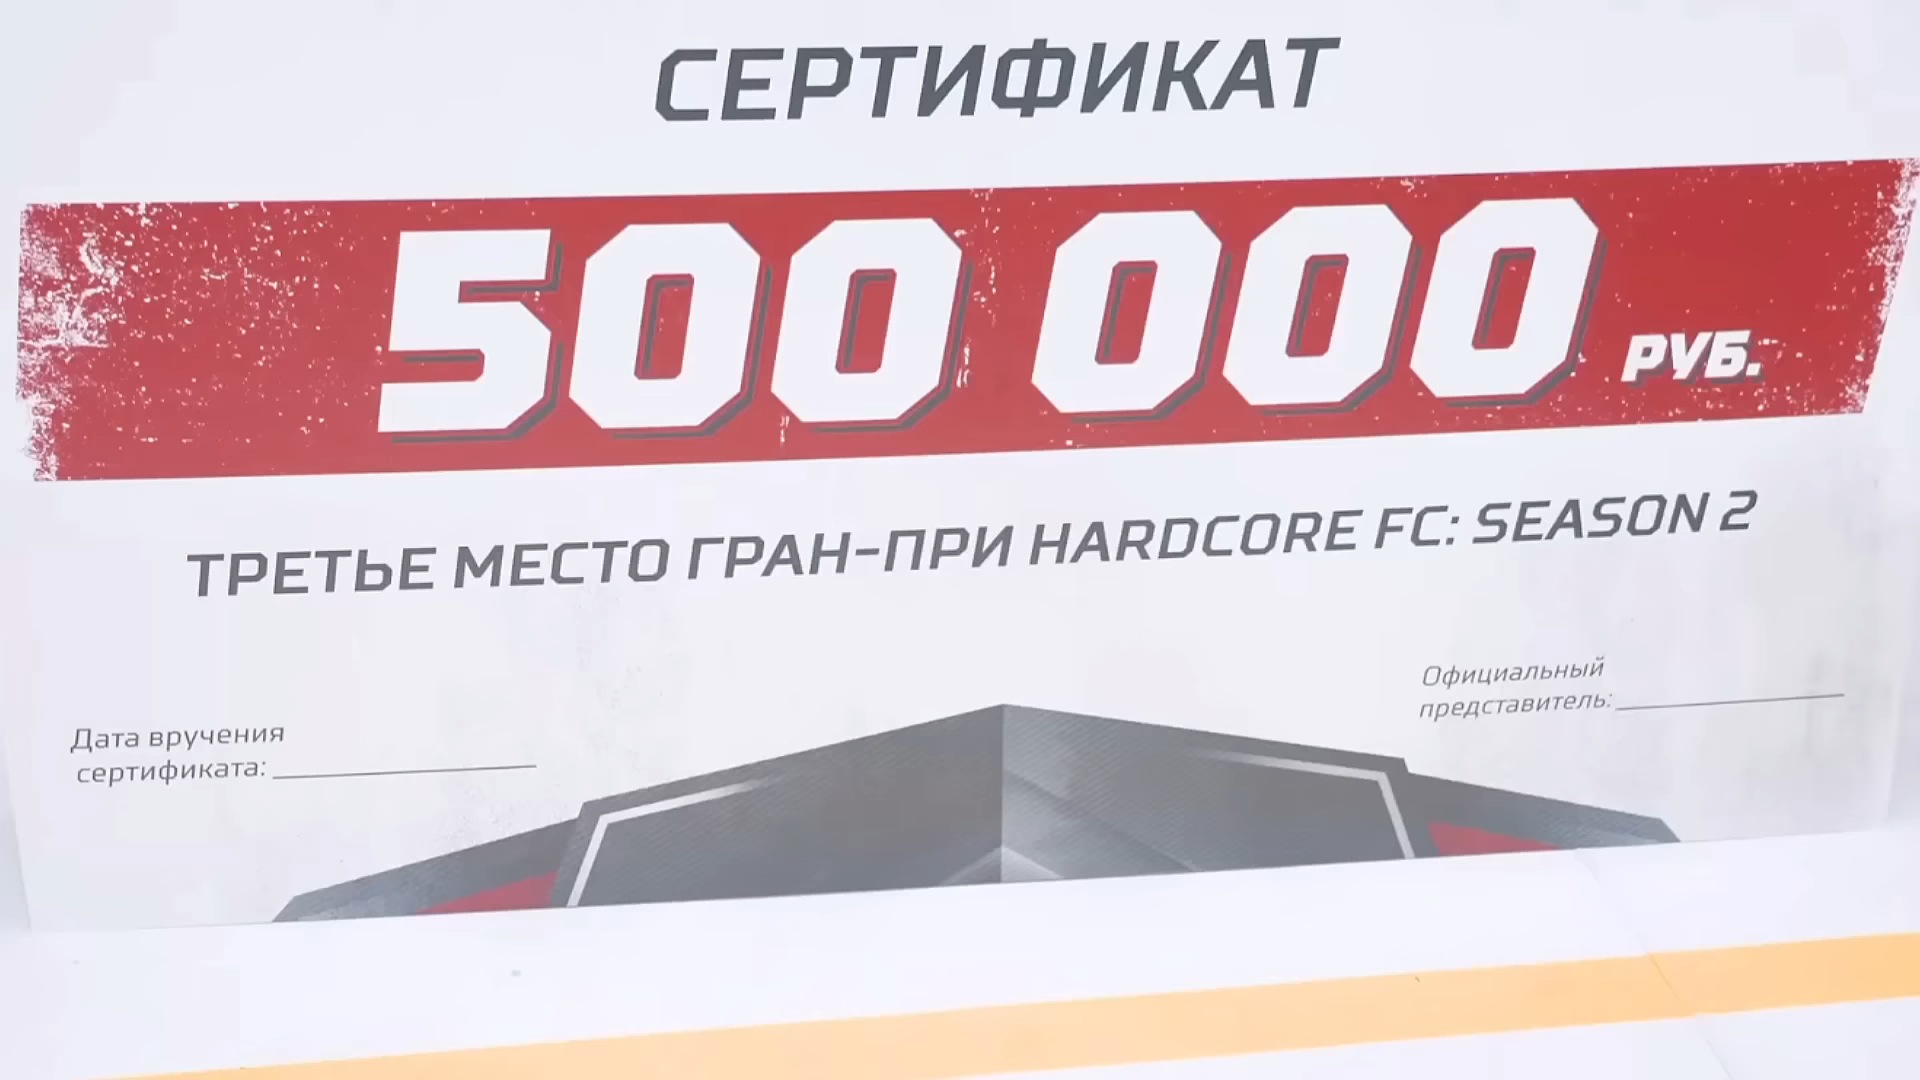 СЕРТИФИКАТ
500 000 РУБ.
ТРЕТЬЕ МЕСТО ГРАН-ПРИ HARDCORE FC: SEASON 2
Официальный
представитель:
Дата вручения
сертификата: